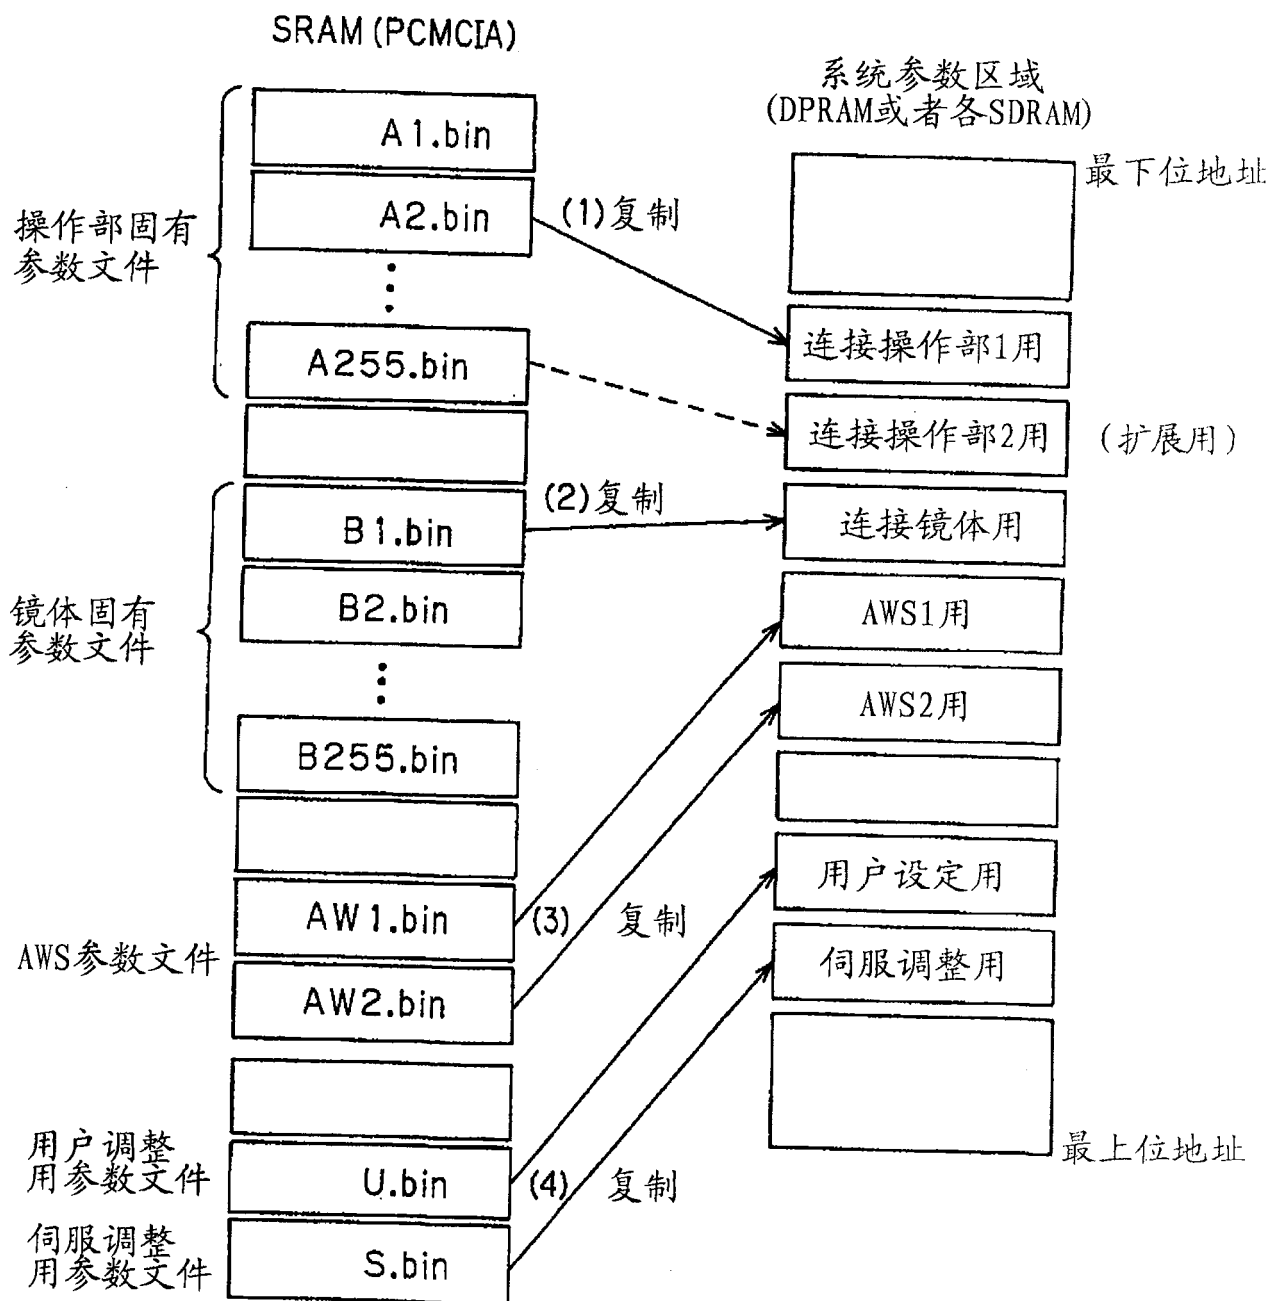 SRAM(PCMCIA)
系统参数区域
(DPRAM或者各SDRAM)
A1.bin
最下位地址
A2.bin
(1)复制
操作部固有
参数文件
连接操作部1用
A255.bin
连接操作部2用
(扩展用)
B1.bin
(2)复制
连接镜体用
B2.bin
AWS1用
镜体固有
参数文件
AWS2用
B255.bin
用户设定用
AW1.bin
(3) 复制
AWS参数文件
伺服调整用
AW2.bin
用户调整
用参数文件
U.bin
(4) 复制
最上位地址
伺服调整
用参数文件
S.bin